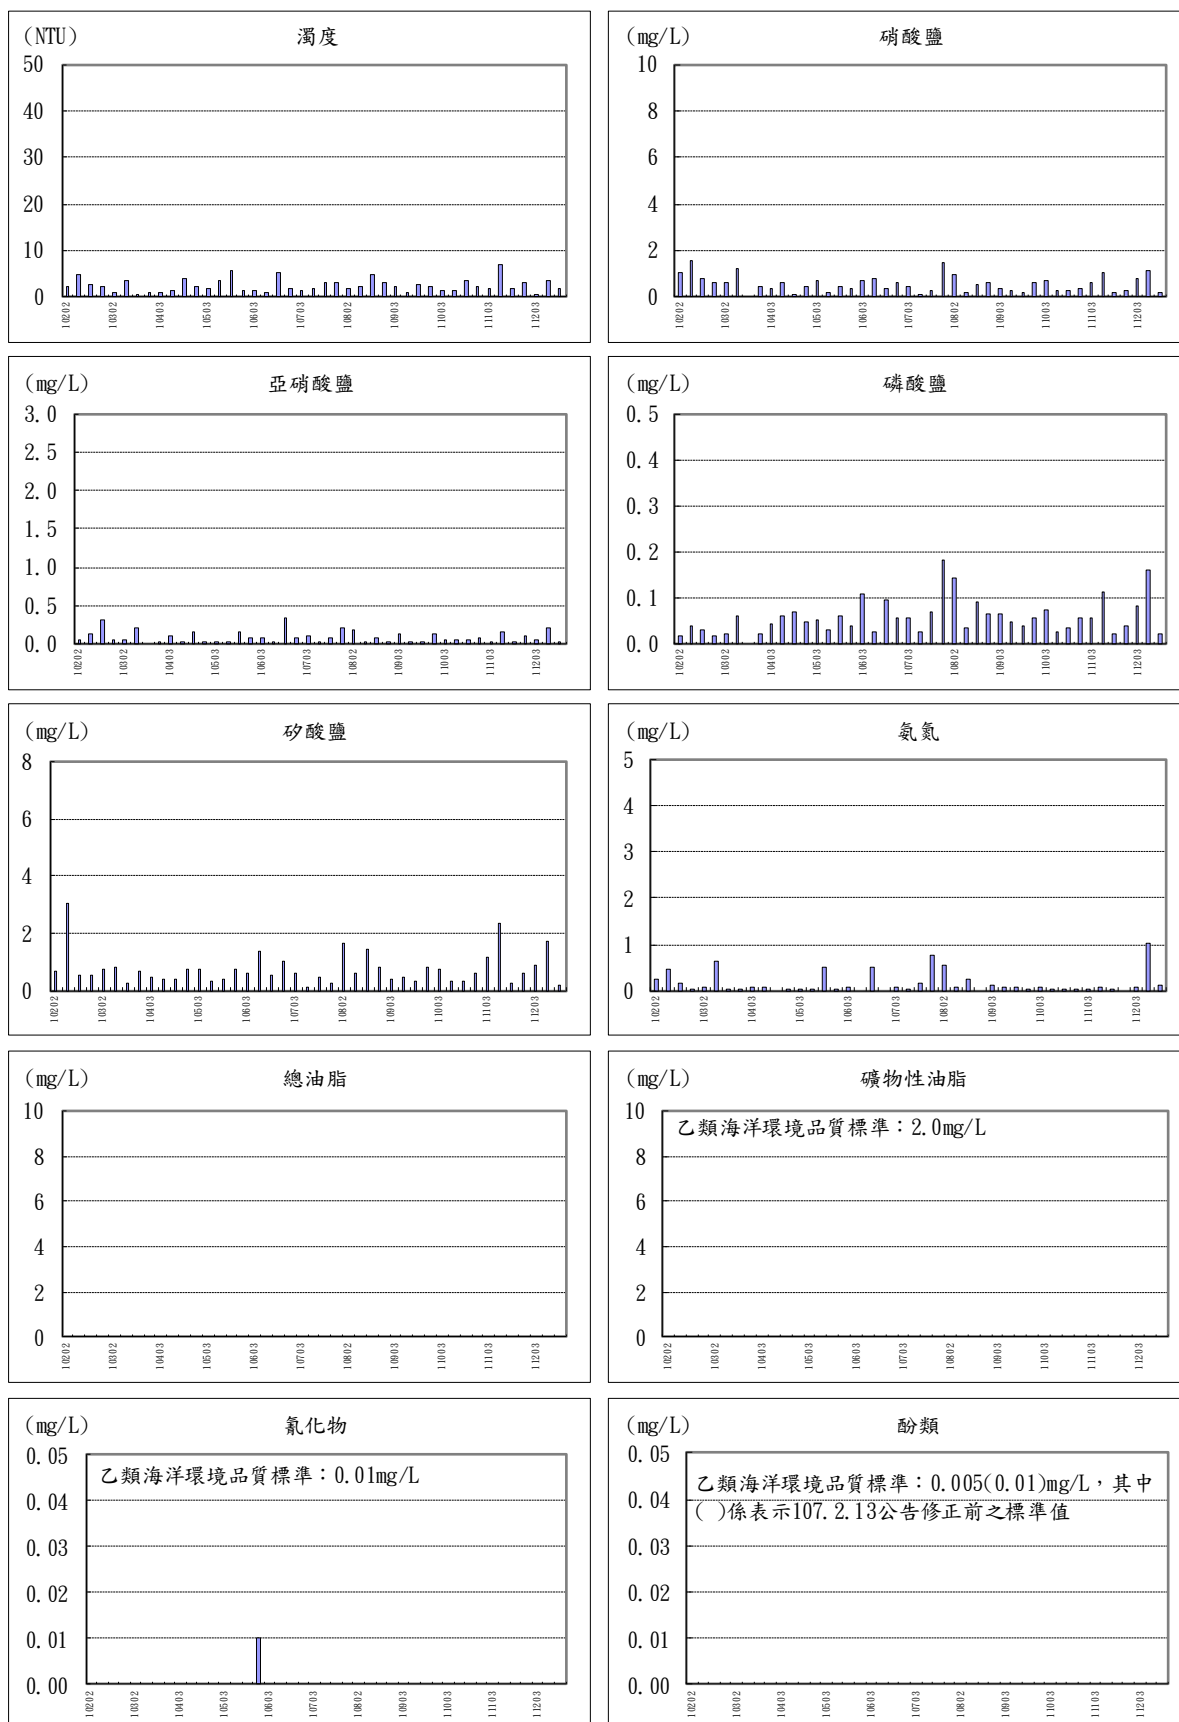 (NTU) 濁度
50
40
30
20
10
0
10202 10302 10403 10503 10603 10703 10802 10903 11003 11103 11203
(mg/L) 硝酸鹽
10
8
6
4
2
0
10202 10302 10403 10503 10603 10703 10802 10903 11003 11103 11203
(mg/L) 亞硝酸鹽
3.0
2.5
2.0
1.5
1.0
0.5
0.0
10202 10302 10403 10503 10603 10703 10802 10903 11003 11103 11203
(mg/L) 磷酸鹽
0.5
0.4
0.3
0.2
0.1
0.0
10202 10302 10403 10503 10603 10703 10802 10903 11003 11103 11203
(mg/L) 矽酸鹽
8
6
4
2
0
10202 10302 10403 10503 10603 10703 10802 10903 11003 11103 11203
(mg/L) 氨氮
5
4
3
2
1
0
10202 10302 10403 10503 10603 10703 10802 10903 11003 11103 11203
(mg/L) 總油脂
10
8
6
4
2
0
10202 10302 10403 10503 10603 10703 10802 10903 11003 11103 11203
(mg/L) 礦物性油脂
乙類海洋環境品質標準：2.0mg/L
10
8
6
4
2
0
10202 10302 10403 10503 10603 10703 10802 10903 11003 11103 11203
(mg/L) 氰化物
乙類海洋環境品質標準：0.01mg/L
0.05
0.04
0.03
0.02
0.01
0.00
10202 10302 10403 10503 10603 10703 10802 10903 11003 11103 11203
(mg/L) 酚類
乙類海洋環境品質標準：0.005(0.01)mg/L，其中
( )係表示107.2.13公告修正前之標準值
0.05
0.04
0.03
0.02
0.01
0.00
10202 10302 10403 10503 10603 10703 10802 10903 11003 11103 11203